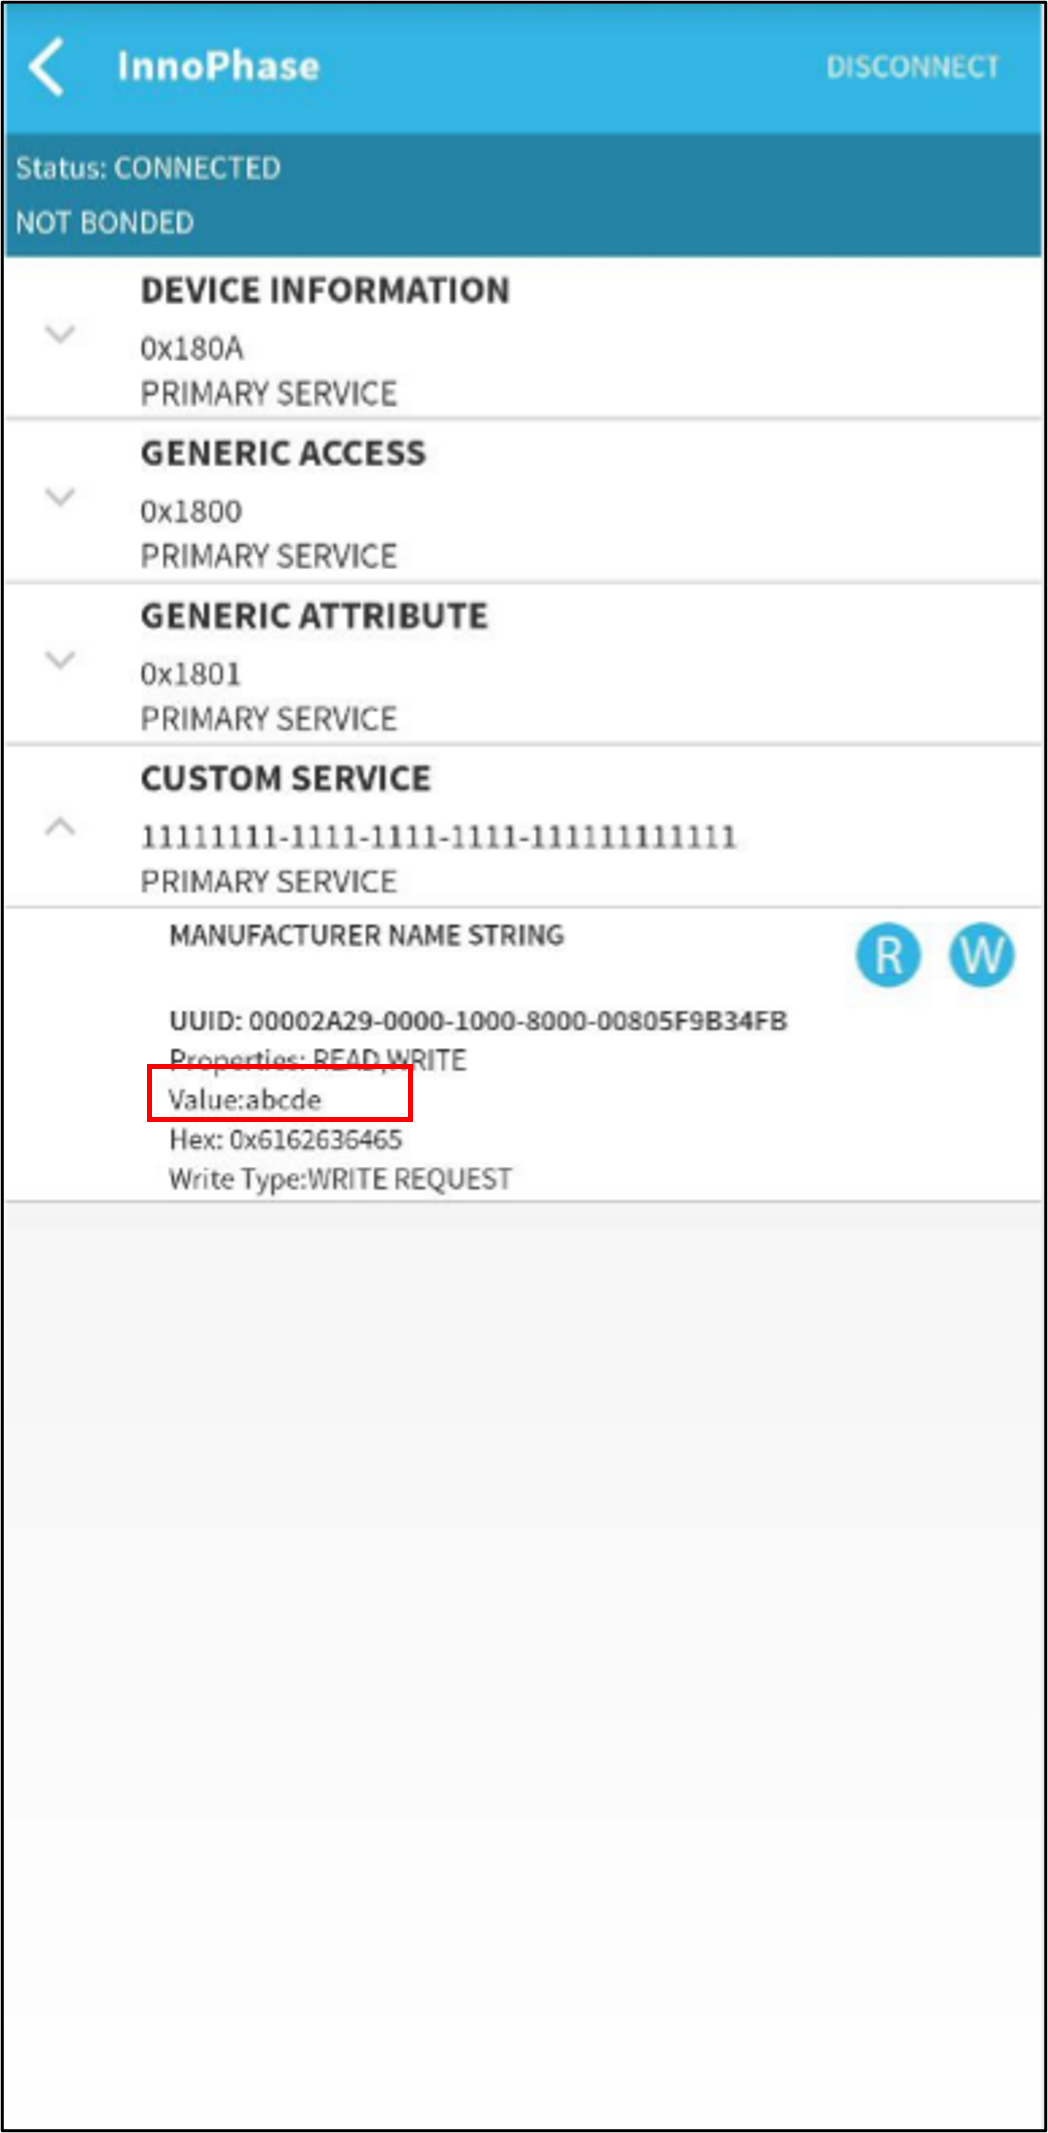 InnoPhase
DISCONNECT
Status: CONNECTED
NOT BONDED
DEVICE INFORMATION
0x180A
PRIMARY SERVICE
GENERIC ACCESS
0x1800
PRIMARY SERVICE
GENERIC ATTRIBUTE
0x1801
PRIMARY SERVICE
CUSTOM SERVICE
11111111-1111-1111-1111-111111111111
PRIMARY SERVICE
MANUFACTURER NAME STRING
R W
UUID: 00002A29-0000-1000-8000-00805F9B34FB
Properties: READ,WRITE
Value:abcde
Hex: 0x6162636465
Write Type:WRITE REQUEST